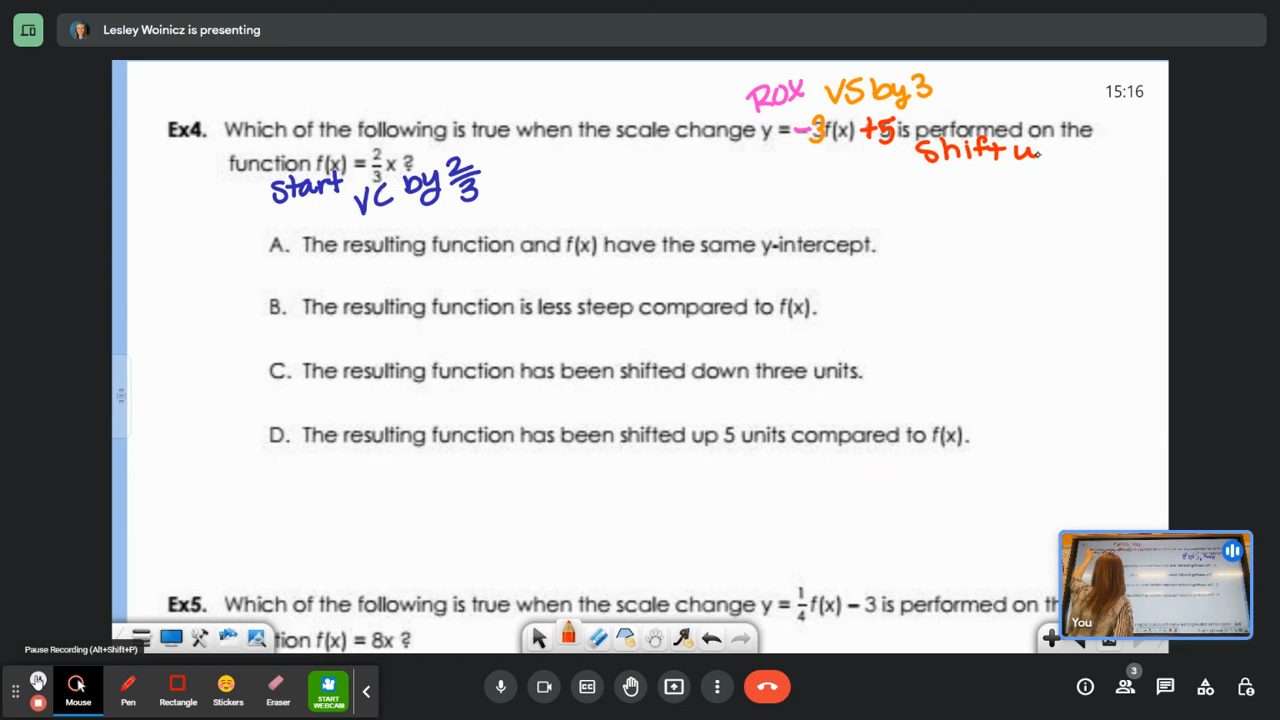 Lesley Woinicz is presenting
15:16
ROX VS by 3
Ex4. Which of the following is true when the scale change y = -3f(x) +5 is performed on the
shift u
function f(x) = 2/3 x ?
start VC by 2/3
A. The resulting function and f(x) have the same y-intercept.
B. The resulting function is less steep compared to f(x).
C. The resulting function has been shifted down three units.
D. The resulting function has been shifted up 5 units compared to f(x).
Ex5. Which of the following is true when the scale change y = 1/4 f(x) – 3 is performed on th
tion f(x) = 8x ?
You
Pause Recording (Alt+Shift+P)
Mouse
Pen
Rectangle
Stickers
Eraser
START WEBCAM
CC
3